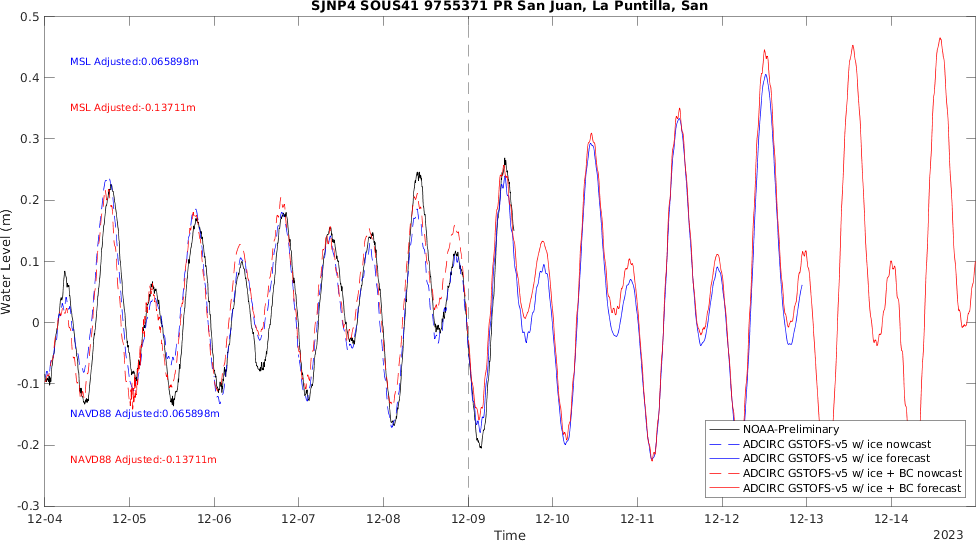 SJNP4 SOUS41 9755371 PR San Juan, La Puntilla, San
0.5
0.4
0.3
0.2
0.1
0
-0.1
-0.2
-0.3
Water Level (m)
MSL Adjusted:0.065898m
MSL Adjusted:-0.13711m
NAVD88 Adjusted:0.065898m
NAVD88 Adjusted:-0.13711m
NOAA-Preliminary
ADCIRC GSTOFS-v5 w/ ice nowcast
ADCIRC GSTOFS-v5 w/ ice forecast
ADCIRC GSTOFS-v5 w/ ice + BC nowcast
ADCIRC GSTOFS-v5 w/ ice + BC forecast
12-04 12-05 12-06 12-07 12-08 12-09 12-10 12-11 12-12 12-13 12-14
Time
2023